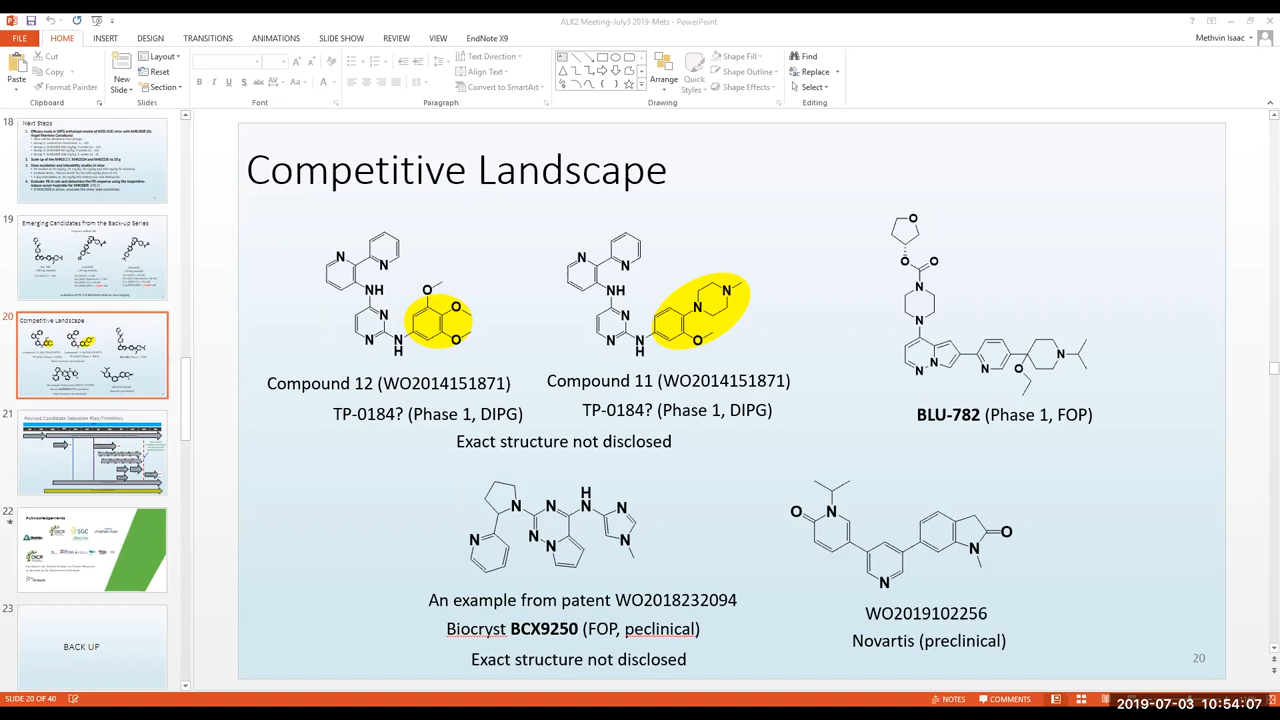 ALK2 Meeting-July3 2019-Mets - PowerPoint
FILE HOME INSERT DESIGN TRANSITIONS ANIMATIONS SLIDE SHOW REVIEW VIEW EndNote X9
Methvin Isaac
Paste
Cut
Copy
Format Painter
Clipboard
New Slide
Layout
Reset
Section
Slides
Font
Text Direction
Align Text
Convert to SmartArt
Paragraph
Arrange
Quick Styles
Shape Fill
Shape Outline
Shape Effects
Drawing
Find
Replace
Select
Editing
18
Next Steps
19
Emerging Candidates from the Back-up Series
20
Competitive Landscape
21
Revised Candidate Selection Plan/Timelines
22
Acknowledgements
23
BACK UP
Competitive Landscape
Compound 12 (WO2014151871)
TP-0184? (Phase 1, DIPG)
Compound 11 (WO2014151871)
TP-0184? (Phase 1, DIPG)
Exact structure not disclosed
BLU-782 (Phase 1, FOP)
An example from patent WO2018232094
Biocryst BCX9250 (FOP, peclinical)
Exact structure not disclosed
WO2019102256
Novartis (preclinical)
20
SLIDE 20 OF 40
NOTES
COMMENTS
2019-07-03 10:54:07